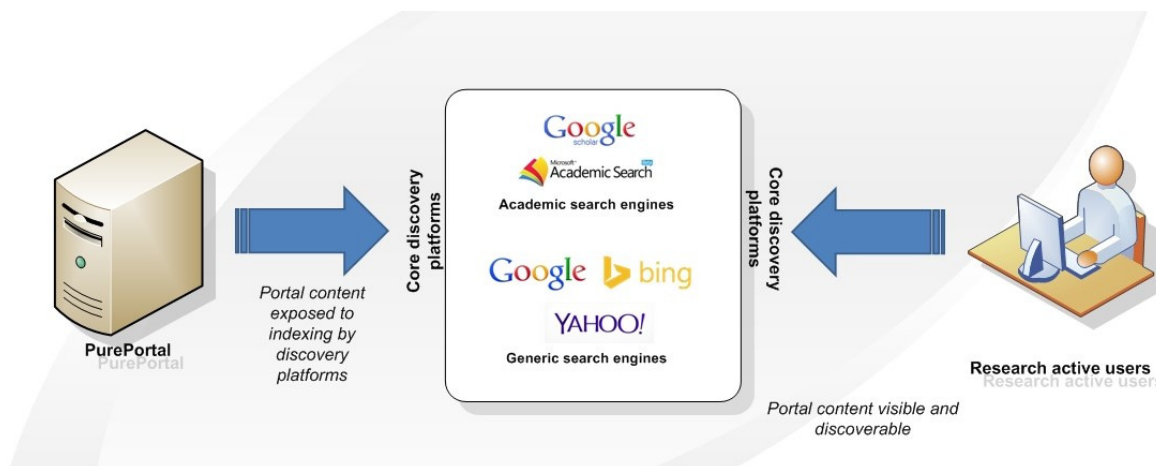 PurePortal
PurePortal
Portal content
exposed to
indexing by
discovery
platforms
Core discovery
platforms
Google
scholar
Microsoft
Academic Search
Beta
Academic search engines
Google
bing
YAHOO!
Generic search engines
Core discovery
platforms
Portal content visible and
discoverable
Research active users
Research active users